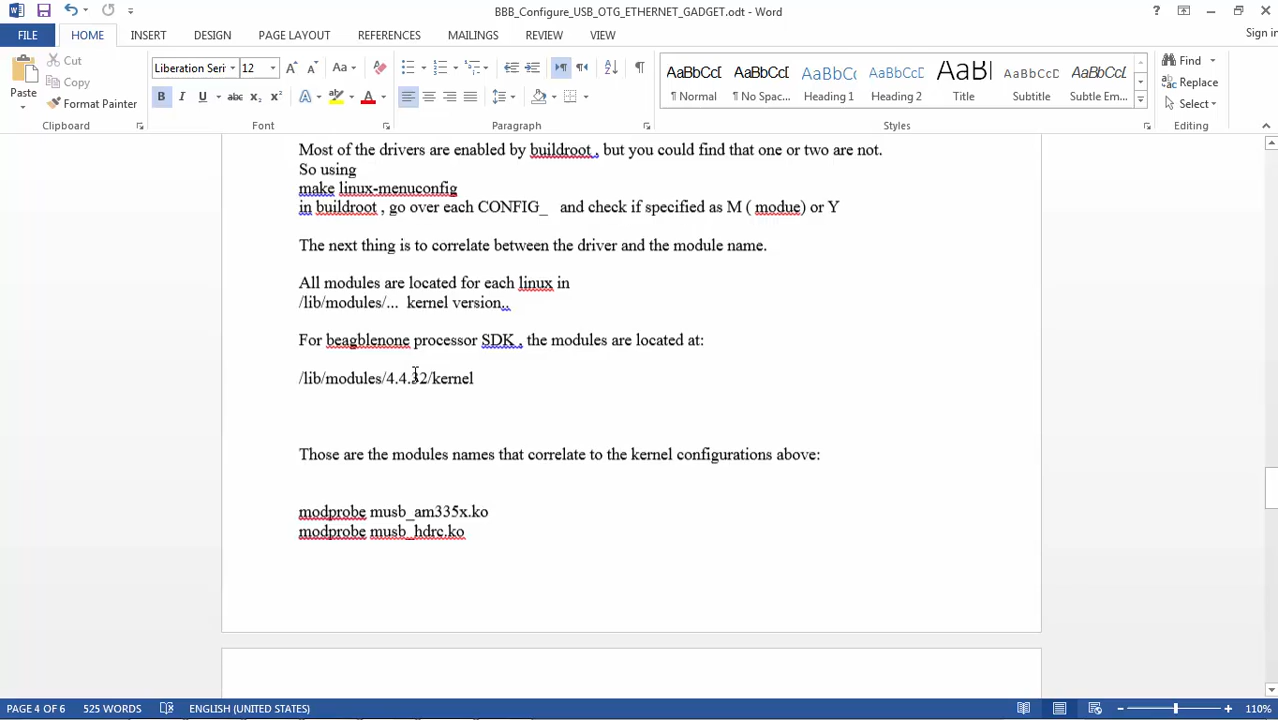 BBB_Configure_USB_OTG_ETHERNET_GADGET.odt - Word
FILE HOME INSERT DESIGN PAGE LAYOUT REFERENCES MAILINGS REVIEW VIEW Sign in
Paste
Cut
Copy
Format Painter
Clipboard
Liberation Seri 12
Font
Paragraph
AaBbCcI AaBbCcI AaBbCc AaBbCcI AaBI AaBbCcD AaBbCcD
¶ Normal ¶ No Spac... Heading 1 Heading 2 Title Subtitle Subtle Em...
Styles
Find
Replace
Select
Editing
Most of the drivers are enabled by buildroot , but you could find that one or two are not.
So using
make linux-menuconfig
in buildroot , go over each CONFIG_ and check if specified as M ( modue) or Y
The next thing is to correlate between the driver and the module name.
All modules are located for each linux in
/lib/modules/... kernel version..
For beagblenone processor SDK , the modules are located at:
/lib/modules/4.4.32/kernel
Those are the modules names that correlate to the kernel configurations above:
modprobe musb_am335x.ko
modprobe musb_hdrc.ko
PAGE 4 OF 6 525 WORDS ENGLISH (UNITED STATES) 110%